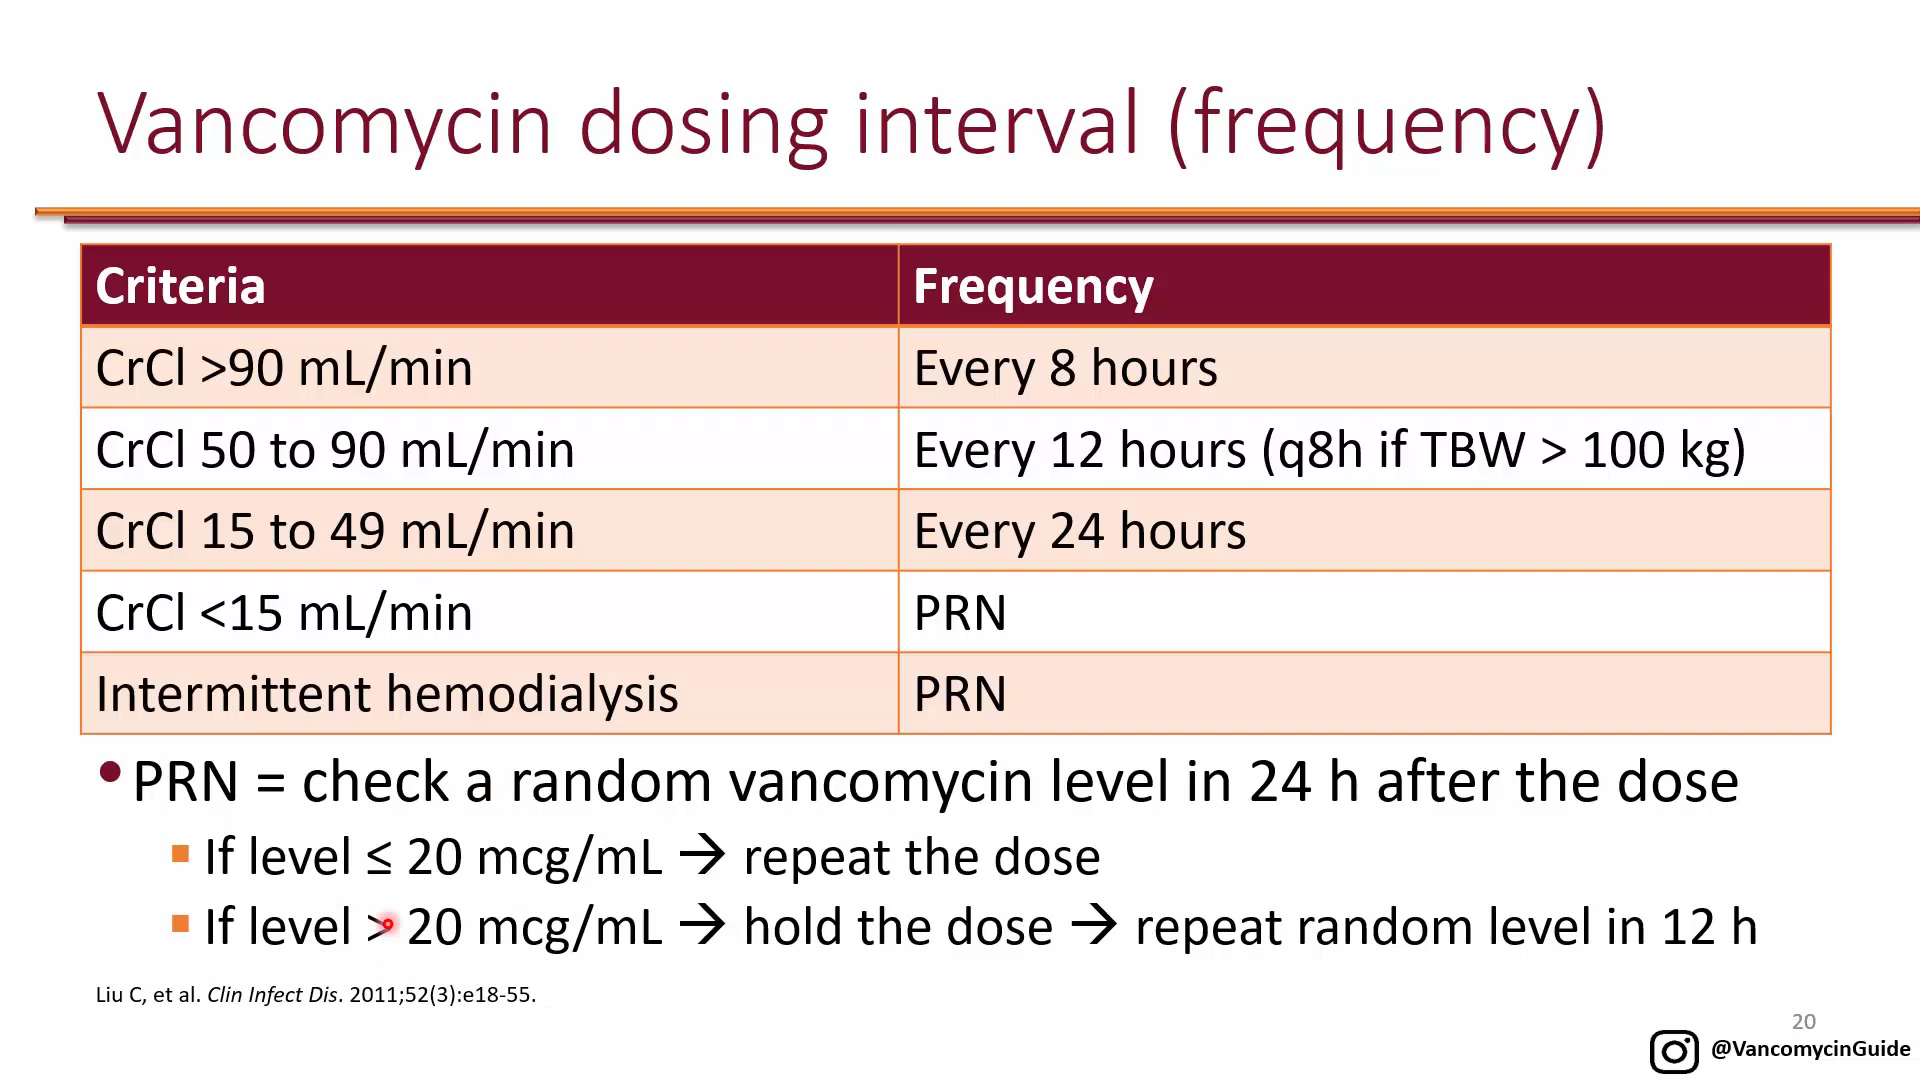 Vancomycin dosing interval (frequency)
Criteria Frequency
CrCl >90 mL/min Every 8 hours
CrCl 50 to 90 mL/min Every 12 hours (q8h if TBW > 100 kg)
CrCl 15 to 49 mL/min Every 24 hours
CrCl <15 mL/min PRN
Intermittent hemodialysis PRN
• PRN = check a random vancomycin level in 24 h after the dose
▪ If level ≤ 20 mcg/mL → repeat the dose
▪ If level > 20 mcg/mL → hold the dose → repeat random level in 12 h
Liu C, et al. Clin Infect Dis. 2011;52(3):e18-55.
20
@VancomycinGuide